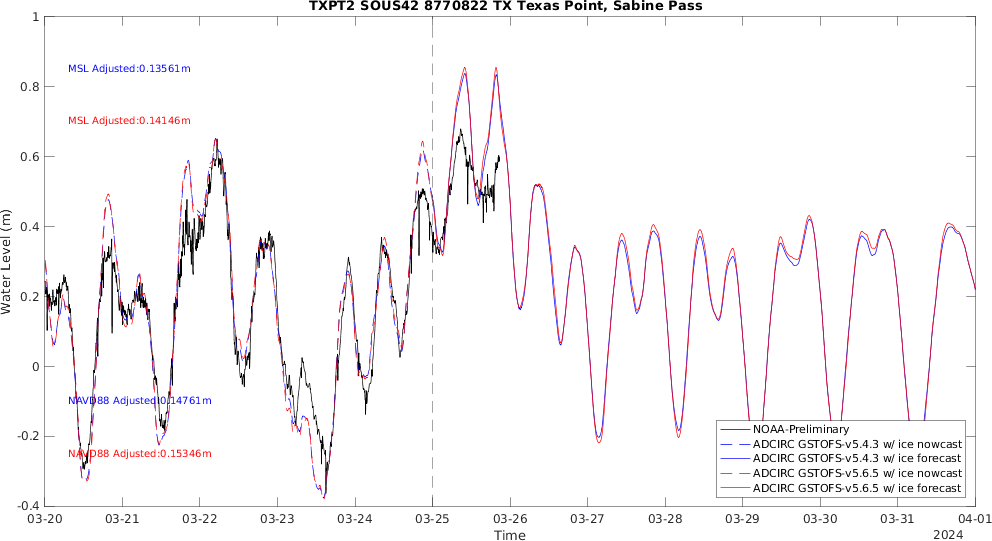 TXPT2 SOUS42 8770822 TX Texas Point, Sabine Pass
1
0.8
0.6
0.4
0.2
0
-0.2
-0.4
Water Level (m)
MSL Adjusted:0.13561m
MSL Adjusted:0.14146m
NAVD88 Adjusted:0.14761m
NAVD88 Adjusted:0.15346m
NOAA-Preliminary
ADCIRC GSTOFS-v5.4.3 w/ ice nowcast
ADCIRC GSTOFS-v5.4.3 w/ ice forecast
ADCIRC GSTOFS-v5.6.5 w/ ice nowcast
ADCIRC GSTOFS-v5.6.5 w/ ice forecast
03-20 03-21 03-22 03-23 03-24 03-25 03-26 03-27 03-28 03-29 03-30 03-31 04-01
Time
2024